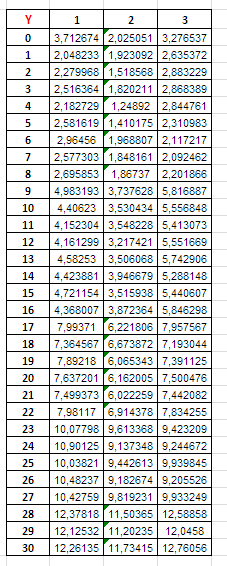 Y 1 2 3
0 3,712674 2,025051 3,276537
1 2,048233 1,923092 2,635372
2 2,279968 1,518568 2,883229
3 2,516364 1,820211 2,868389
4 2,182729 1,24892 2,844761
5 2,581619 1,410175 2,310983
6 2,96456 1,968807 2,117217
7 2,577303 1,848161 2,092462
8 2,695853 1,86737 2,201866
9 4,983193 3,737628 5,816887
10 4,40623 3,530434 5,556848
11 4,152304 3,548228 5,413073
12 4,161299 3,217421 5,551669
13 4,58253 3,506068 5,742906
14 4,423881 3,946679 5,288148
15 4,721154 3,515938 5,440607
16 4,368007 3,872364 5,846298
17 7,99371 6,221806 7,957567
18 7,364567 6,673872 7,193044
19 7,89218 6,065343 7,391125
20 7,637201 6,162005 7,500476
21 7,499373 6,022259 7,442082
22 7,98117 6,914378 7,834255
23 10,07798 9,613368 9,423209
24 10,90125 9,137348 9,244672
25 10,03821 9,442613 9,939845
26 10,48237 9,182674 9,205526
27 10,42759 9,819231 9,933249
28 12,37818 11,50365 12,58858
29 12,12532 11,20235 12,0458
30 12,26135 11,73415 12,76056